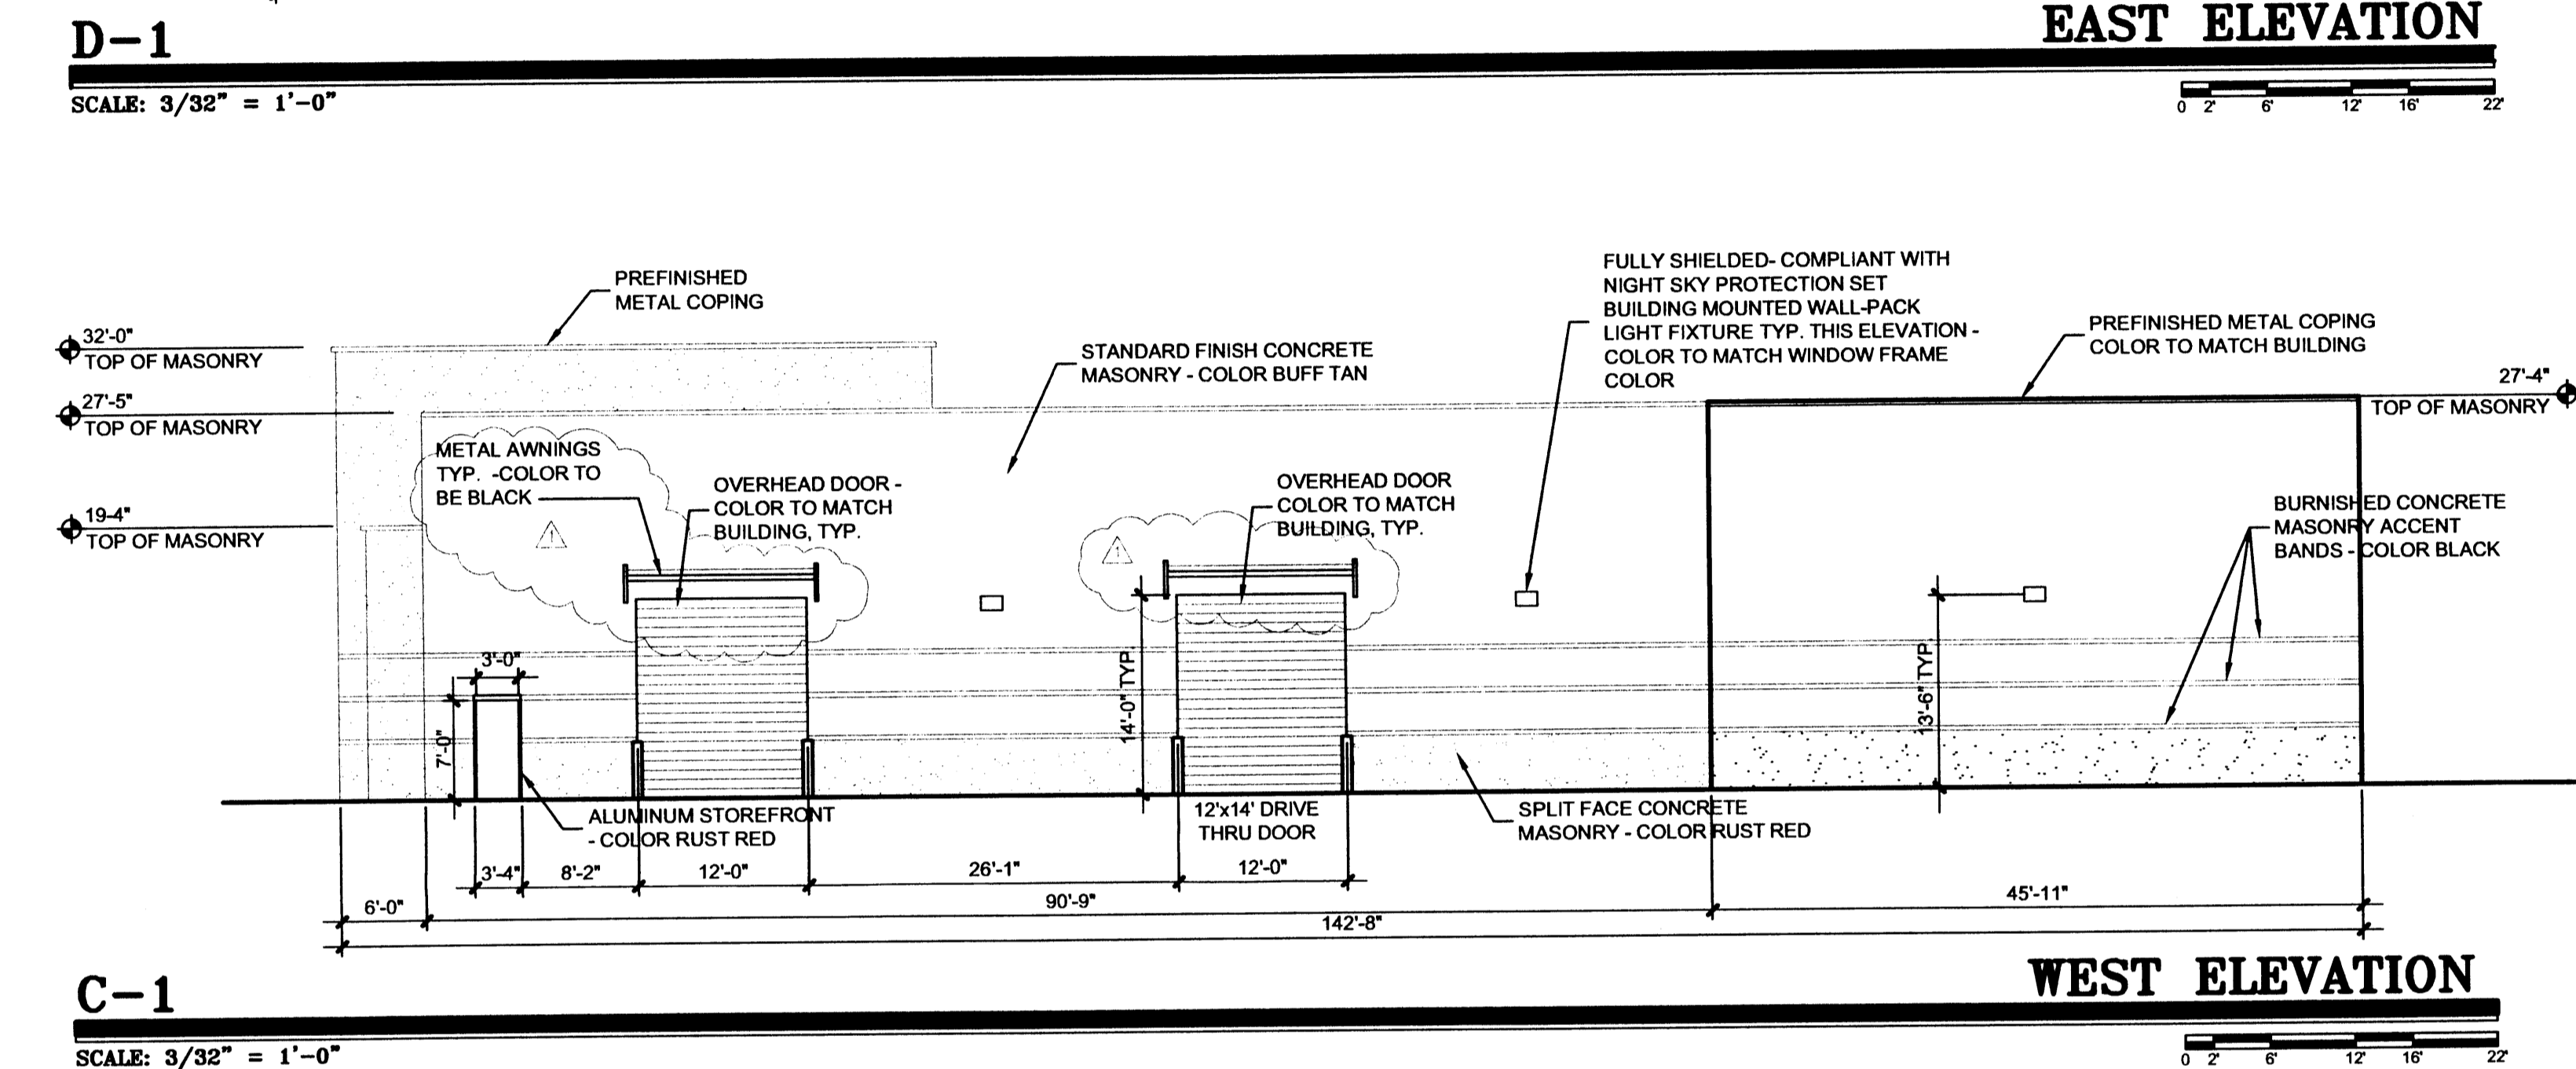 D-1
EAST ELEVATION
SCALE: 3/32" = 1'-0"
0 2' 6' 12' 16' 22'
PREFINISHED
METAL COPING
32'-0"
TOP OF MASONRY
27'-5"
TOP OF MASONRY
19-4"
TOP OF MASONRY
METAL AWNINGS
TYP. -COLOR TO
BE BLACK
OVERHEAD DOOR -
COLOR TO MATCH
BUILDING, TYP.
STANDARD FINISH CONCRETE
MASONRY - COLOR BUFF TAN
OVERHEAD DOOR
COLOR TO MATCH
BUILDING, TYP.
FULLY SHIELDED- COMPLIANT WITH
NIGHT SKY PROTECTION SET
BUILDING MOUNTED WALL-PACK
LIGHT FIXTURE TYP. THIS ELEVATION -
COLOR TO MATCH WINDOW FRAME
COLOR
PREFINISHED METAL COPING
COLOR TO MATCH BUILDING
27'-4"
TOP OF MASONRY
BURNISHED CONCRETE
MASONRY ACCENT
BANDS - COLOR BLACK
1
1
3'-0"
7'-0"
14'-0" TYP.
13'-6" TYP.
ALUMINUM STOREFRONT
- COLOR RUST RED
12'x14' DRIVE
THRU DOOR
SPLIT FACE CONCRETE
MASONRY - COLOR RUST RED
3'-4" 8'-2" 12'-0" 26'-1" 12'-0"
6'-0" 90'-9" 45'-11"
142'-8"
C-1
WEST ELEVATION
SCALE: 3/32" = 1'-0"
0 2' 6' 12' 16' 22'